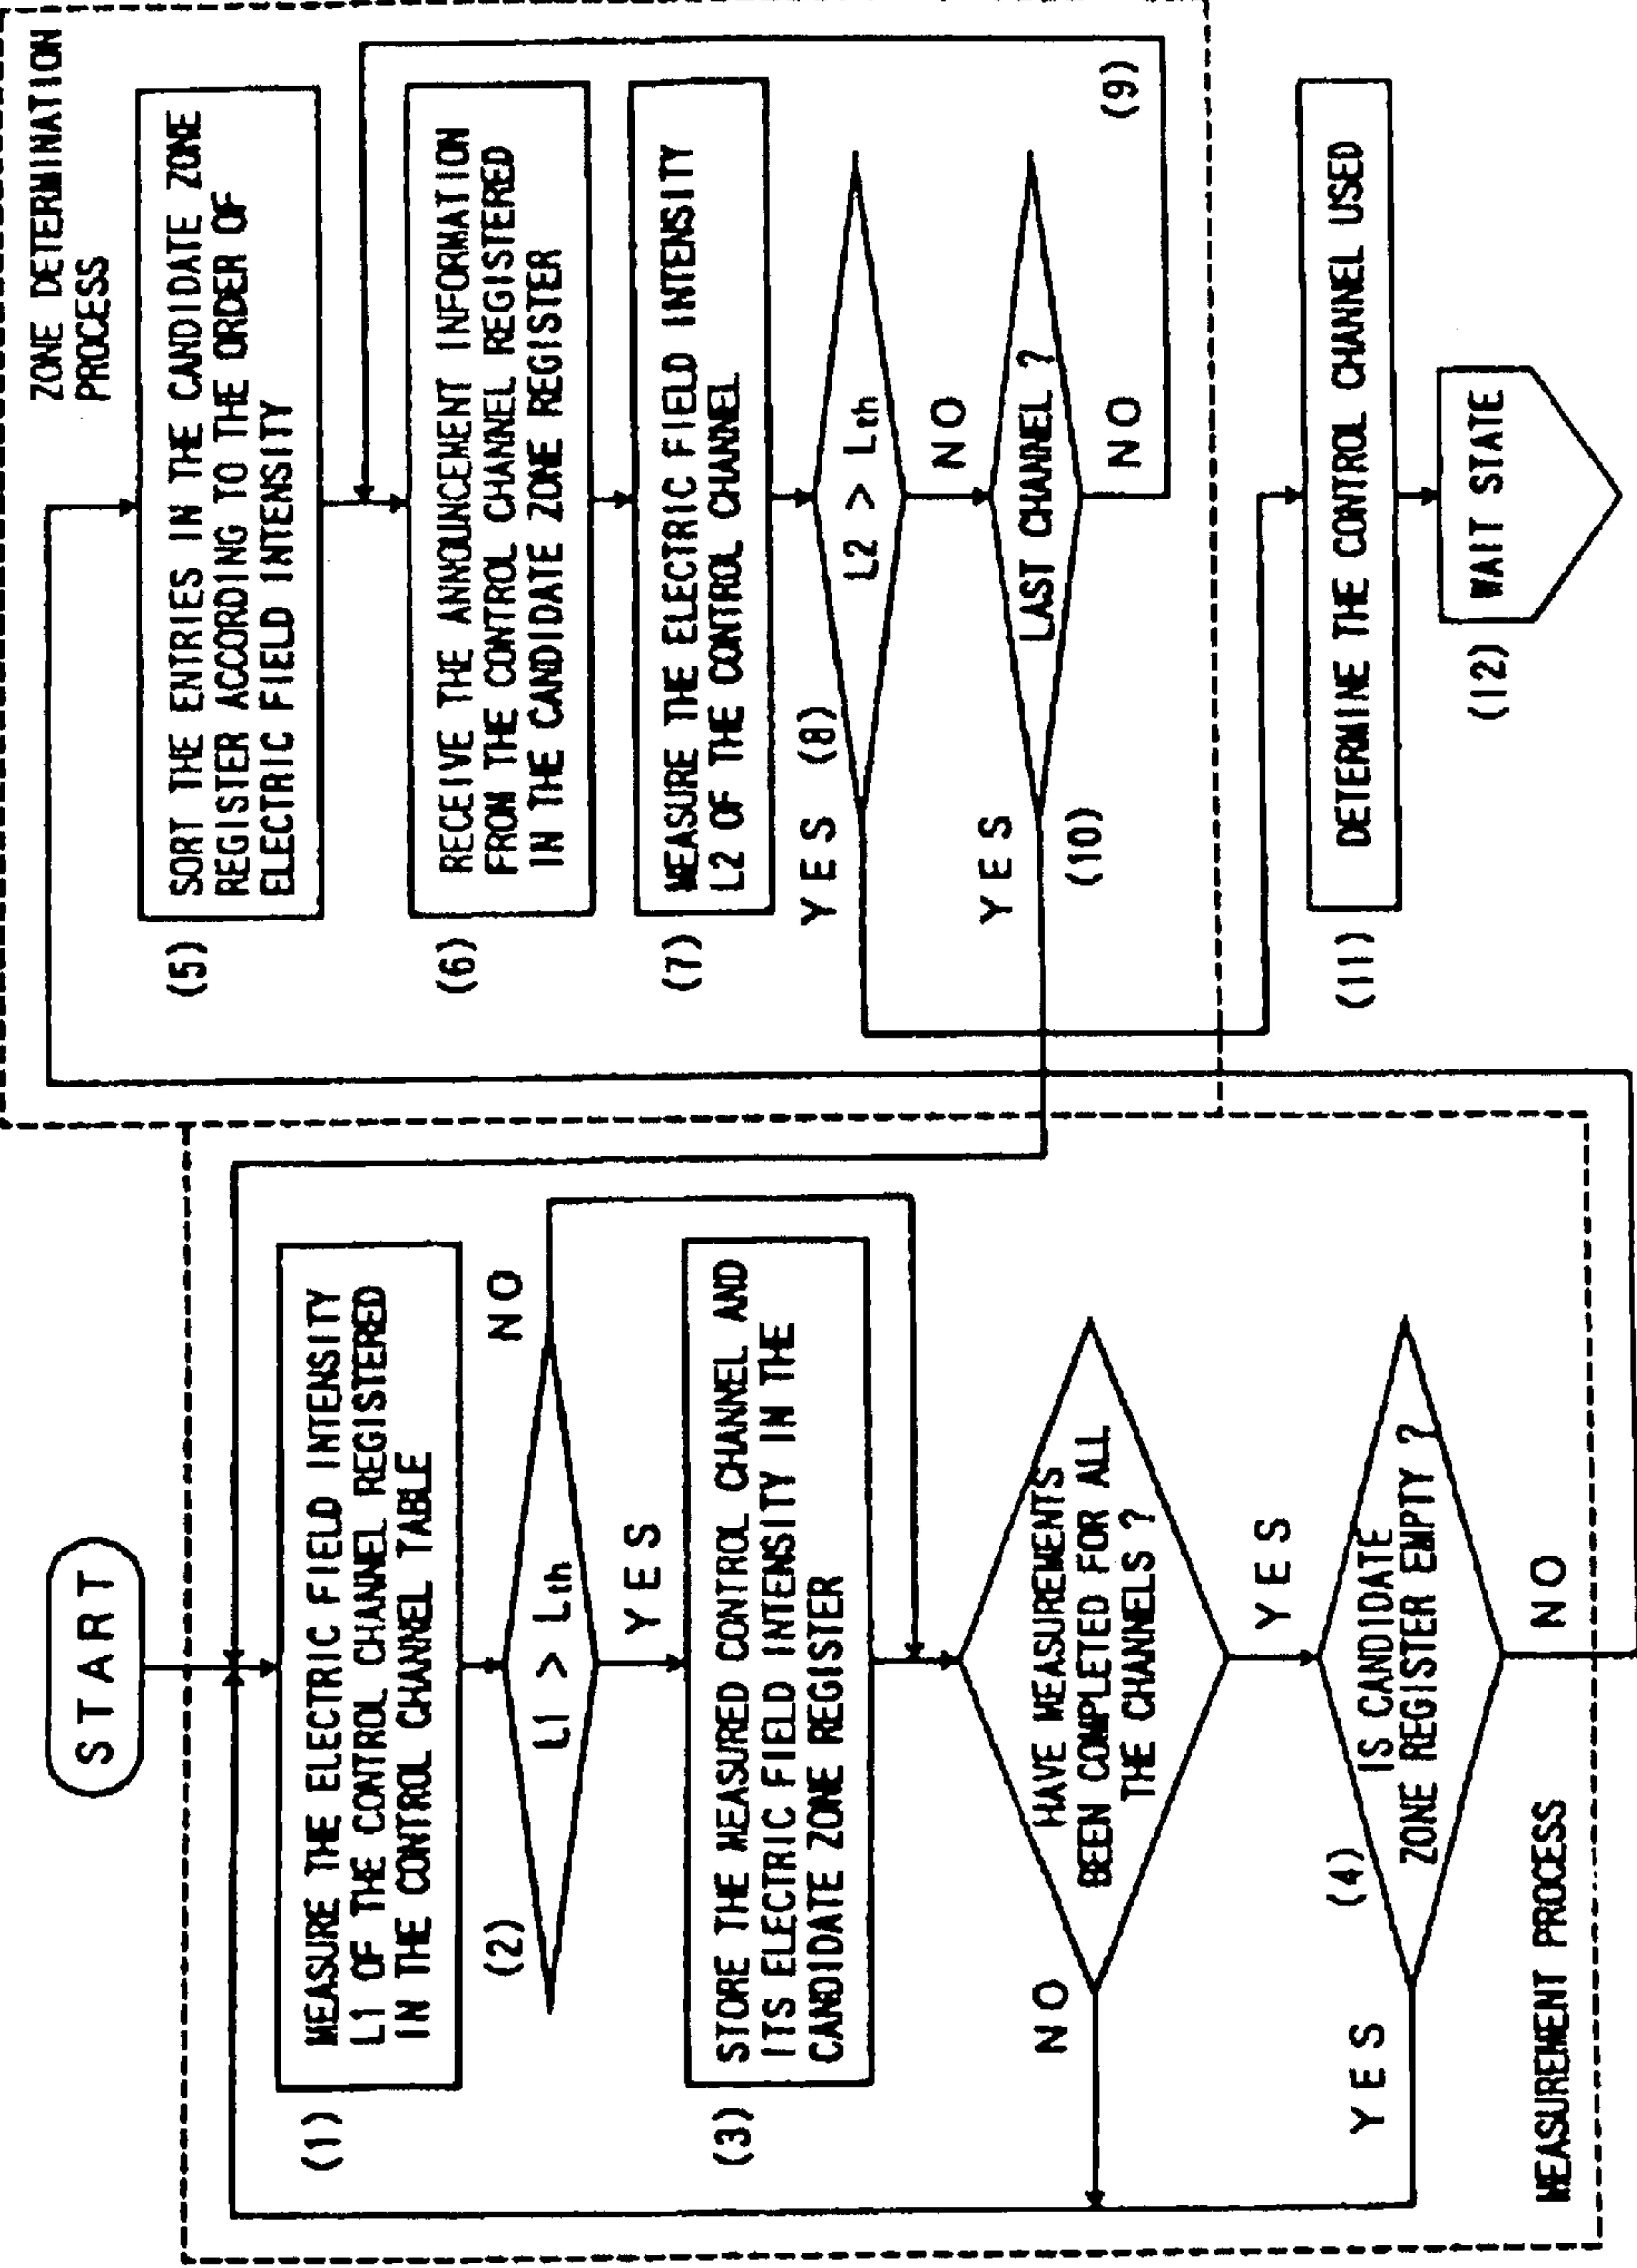 START
(1)
MEASURE THE ELECTRIC FIELD INTENSITY
L1 OF THE CONTROL CHANNEL REGISTERED
IN THE CONTROL CHANNEL TABLE
(2)
L1 > Lth
NO
YES
(3)
STORE THE MEASURED CONTROL CHANNEL AND
ITS ELECTRIC FIELD INTENSITY IN THE
CANDIDATE ZONE REGISTER
HAVE MEASUREMENTS
BEEN COMPLETED FOR ALL
THE CHANNELS ?
NO
YES
(4)
IS CANDIDATE
ZONE REGISTER EMPTY ?
YES
NO
MEASUREMENT PROCESS
ZONE DETERMINATION
PROCESS
(5)
SORT THE ENTRIES IN THE CANDIDATE ZONE
REGISTER ACCORDING TO THE ORDER OF
ELECTRIC FIELD INTENSITY
(6)
RECEIVE THE ANNOUNCEMENT INFORMATION
FROM THE CONTROL CHANNEL REGISTERED
IN THE CANDIDATE ZONE REGISTER
(7)
MEASURE THE ELECTRIC FIELD INTENSITY
L2 OF THE CONTROL CHANNEL
YES (8)
L2 > Lth
NO
YES
LAST CHANNEL ?
(10)
NO
(9)
(11)
DETERMINE THE CONTROL CHANNEL USED
(12)
WAIT STATE